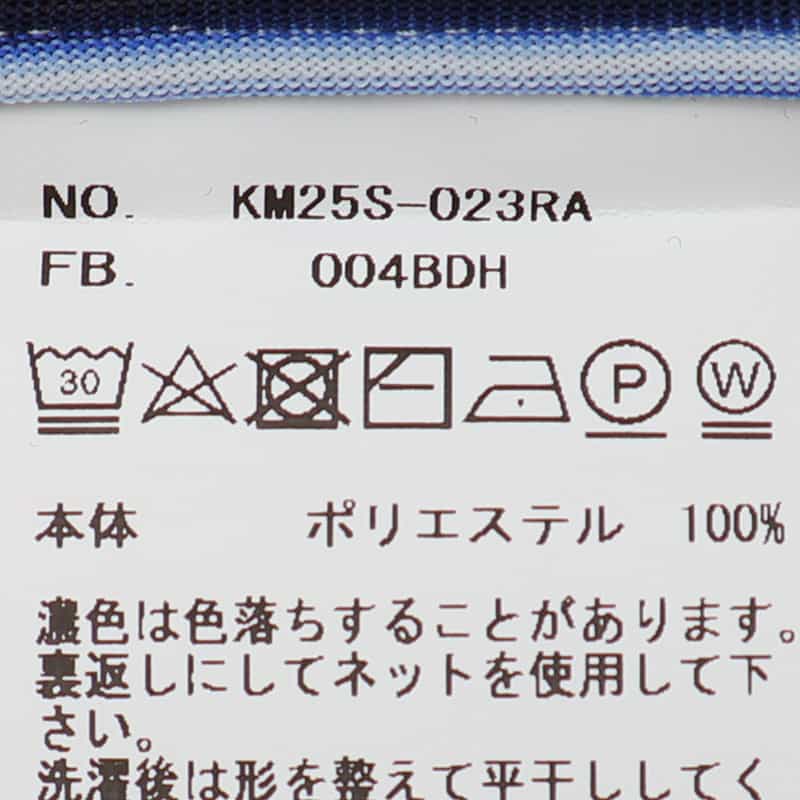 NO. KM25S-023RA
FB. 004BDH
30 P W
本体 ポリエステル 100%
濃色は色落ちすることがあります。
裏返しにしてネットを使用して下
さい。
洗濯後は形を整えて平干ししてく